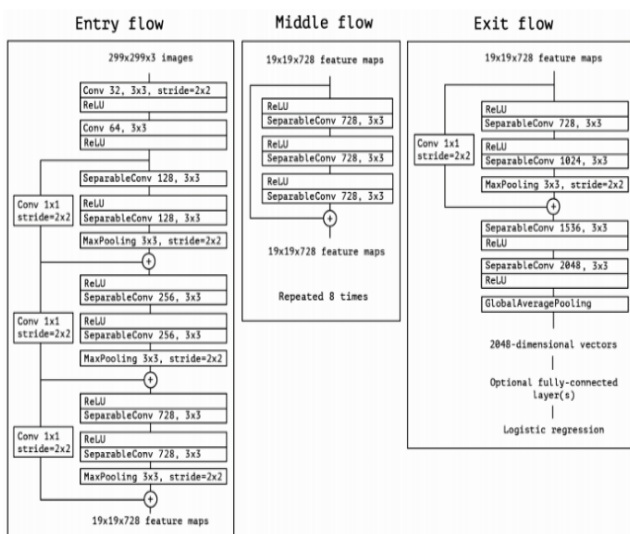 Entry flow
299x299x3 images
Conv 32, 3x3, stride=2x2
ReLU
Conv 64, 3x3
ReLU
SeparableConv 128, 3x3
ReLU
SeparableConv 128, 3x3
MaxPooling 3x3, stride=2x2
Conv 1x1
stride=2x2
+
ReLU
SeparableConv 256, 3x3
ReLU
SeparableConv 256, 3x3
MaxPooling 3x3, stride=2x2
Conv 1x1
stride=2x2
+
ReLU
SeparableConv 728, 3x3
ReLU
SeparableConv 728, 3x3
MaxPooling 3x3, stride=2x2
Conv 1x1
stride=2x2
+
19x19x728 feature maps
Middle flow
19x19x728 feature maps
ReLU
SeparableConv 728, 3x3
ReLU
SeparableConv 728, 3x3
ReLU
SeparableConv 728, 3x3
+
19x19x728 feature maps
Repeated 8 times
Exit flow
19x19x728 feature maps
ReLU
SeparableConv 728, 3x3
ReLU
SeparableConv 1024, 3x3
MaxPooling 3x3, stride=2x2
Conv 1x1
stride=2x2
+
SeparableConv 1536, 3x3
ReLU
SeparableConv 2048, 3x3
ReLU
GlobalAveragePooling
2048-dimensional vectors
Optional fully-connected
layer(s)
Logistic regression